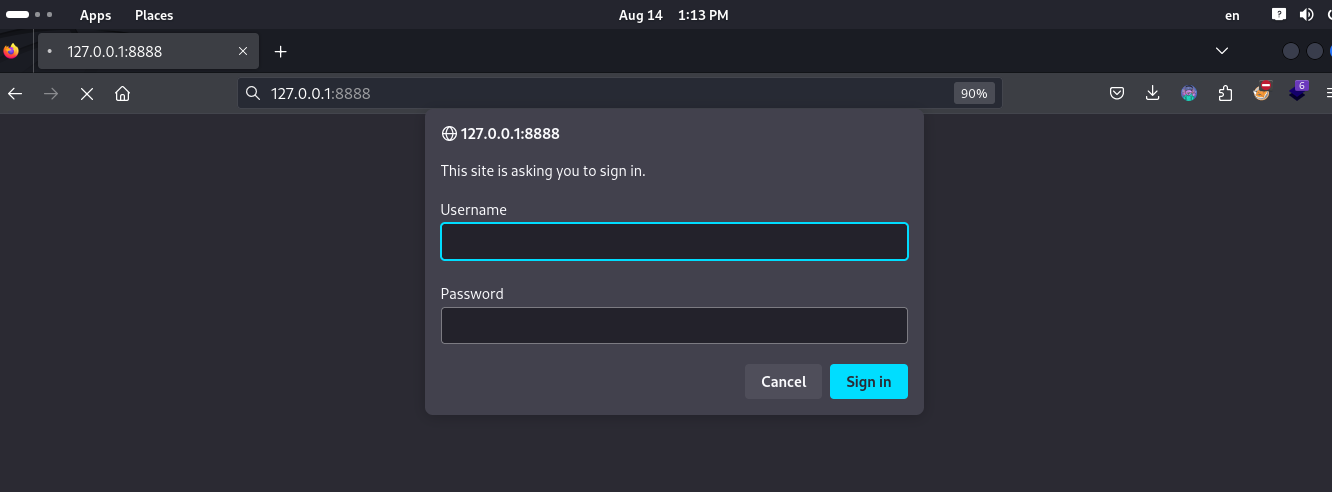 Apps Places Aug 14 1:13 PM en
127.0.0.1:8888
127.0.0.1:8888 90% 6
127.0.0.1:8888
This site is asking you to sign in.
Username
Password
Cancel Sign in